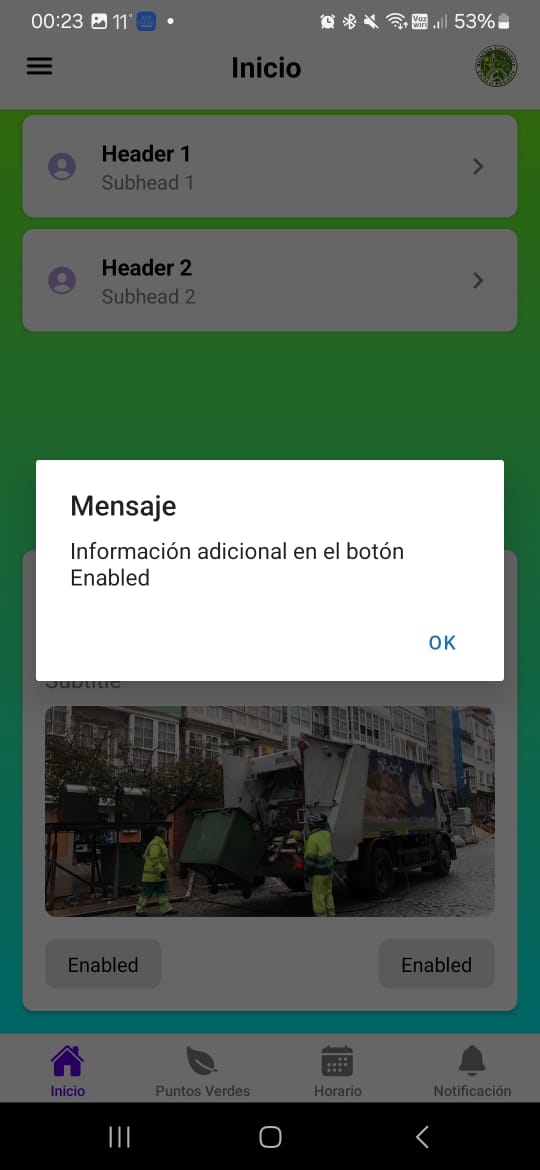 00:23 11° 53%
Inicio
Header 1
Subhead 1
Header 2
Subhead 2
Mensaje
Información adicional en el botón
Enabled
OK
Subtitle
Enabled Enabled
Inicio Puntos Verdes Horario Notificación